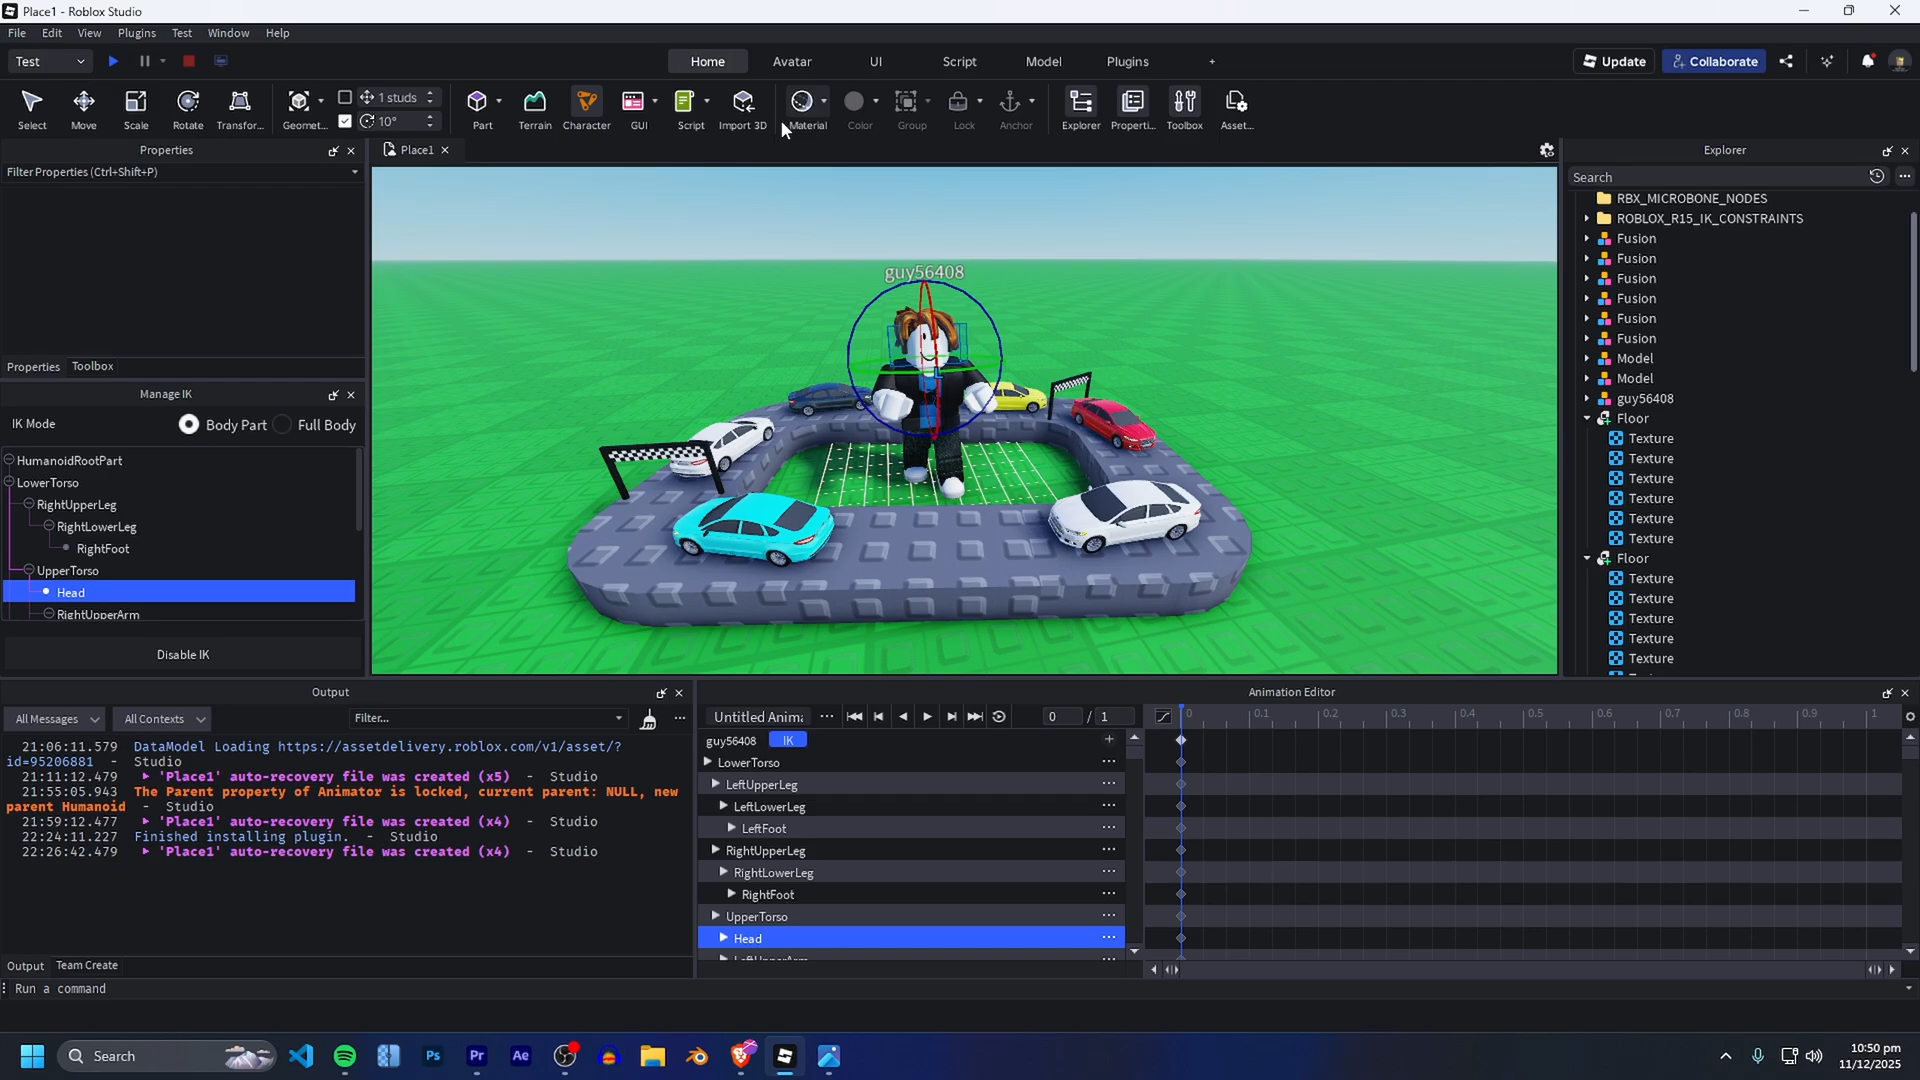 Place1 - Roblox Studio
File Edit View Plugins Test Window Help
Test Home Avatar UI Script Model Plugins + Update Collaborate
Select Move Scale Rotate Transfor... Geomet... 1 studs 10° Part Terrain Character GUI Script Import 3D Material Color Group Lock Anchor Explorer Properti... Toolbox Asset...
Properties
Filter Properties (Ctrl+Shift+P)
Properties Toolbox
Manage IK
IK Mode Body Part Full Body
HumanoidRootPart
LowerTorso
RightUpperLeg
RightLowerLeg
RightFoot
UpperTorso
Head
RightUpperArm
Disable IK
Place1
guy56408
Explorer
Search
RBX_MICROBONE_NODES
ROBLOX_R15_IK_CONSTRAINTS
Fusion
Fusion
Fusion
Fusion
Fusion
Fusion
Model
Model
guy56408
Floor
Texture
Texture
Texture
Texture
Texture
Texture
Floor
Texture
Texture
Texture
Texture
Texture
Output
All Messages All Contexts Filter...
21:06:11.579 DataModel Loading https://assetdelivery.roblox.com/v1/asset/?
id=95206881 - Studio
21:11:12.479 'Place1' auto-recovery file was created (x5) - Studio
21:55:05.943 The Parent property of Animator is locked, current parent: NULL, new
parent Humanoid - Studio
21:59:12.477 'Place1' auto-recovery file was created (x4) - Studio
22:24:11.227 Finished installing plugin. - Studio
22:26:42.479 'Place1' auto-recovery file was created (x4) - Studio
Output Team Create
Run a command
Animation Editor
Untitled Anima ... 0 / 1 0 0.1 0.2 0.3 0.4 0.5 0.6 0.7 0.8 0.9 1
guy56408 IK +
LowerTorso
LeftUpperLeg
LeftLowerLeg
LeftFoot
RightUpperLeg
RightLowerLeg
RightFoot
UpperTorso
Head
LeftUpperArm
Search Ps Pr Ae 10:50 pm
11/12/2025